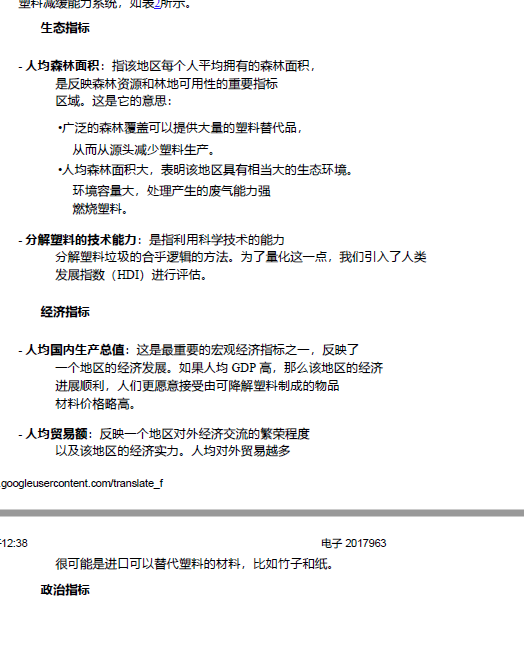 塑料减缓能力系统，如表2所示。
生态指标
- 人均森林面积：指该地区每个人平均拥有的森林面积，
是反映森林资源和林地可用性的重要指标
区域。这是它的意思：
•广泛的森林覆盖可以提供大量的塑料替代品，
从而从源头减少塑料生产。
•人均森林面积大，表明该地区具有相当大的生态环境。
环境容量大，处理产生的废气能力强
燃烧塑料。
- 分解塑料的技术能力：是指利用科学技术的能力
分解塑料垃圾的合乎逻辑的方法。为了量化这一点，我们引入了人类
发展指数（HDI）进行评估。
经济指标
- 人均国内生产总值：这是最重要的宏观经济指标之一，反映了
一个地区的经济发展。如果人均 GDP 高，那么该地区的经济
进展顺利，人们更愿意接受由可降解塑料制成的物品
材料价格略高。
- 人均贸易额：反映一个地区对外经济交流的繁荣程度
以及该地区的经济实力。人均对外贸易越多
.googleusercontent.com/translate_f
12:38 电子 2017963
很可能是进口可以替代塑料的材料，比如竹子和纸。
政治指标